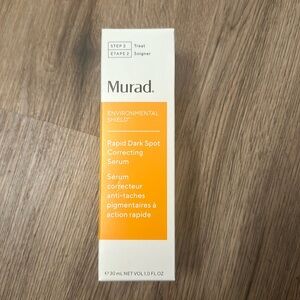 STEP 2 Treat
ÉTAPE 2 Soigner
Murad.
ENVIRONMENTAL
SHIELD®
Rapid Dark Spot
Correcting
Serum
Sérum
correcteur
anti-taches
pigmentaires à
action rapide
℮ 30 mL NET VOL 1.0 FL OZ